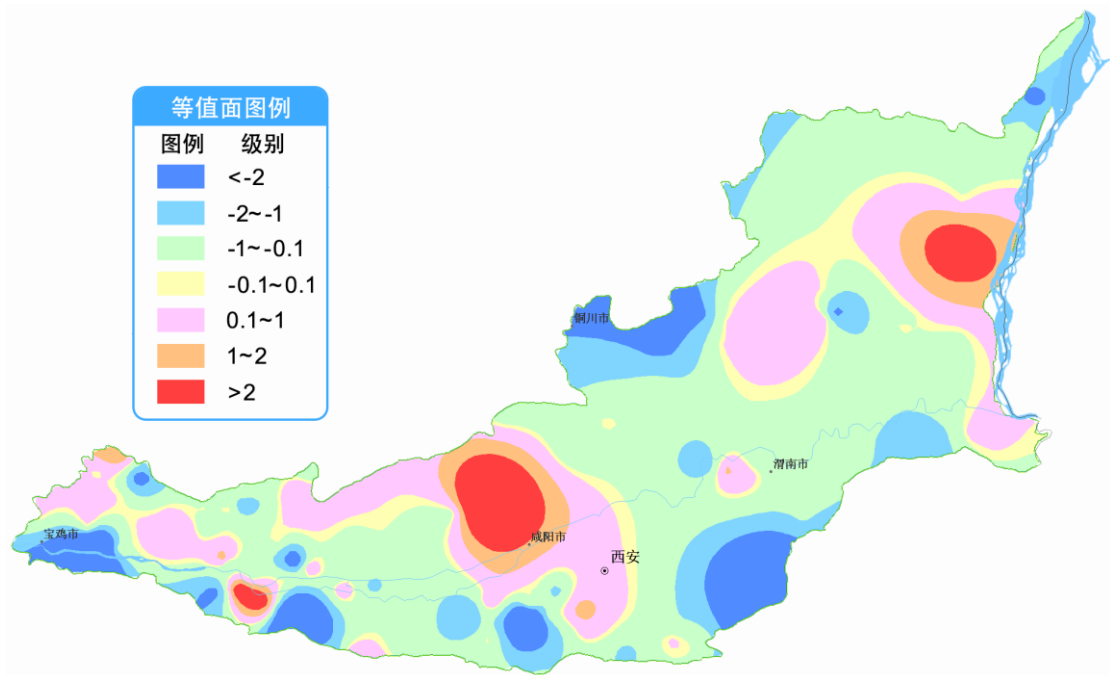 等值面图例
图例 级别
<-2
-2~-1
-1~-0.1
-0.1~0.1
0.1~1
1~2
>2
铜川市
渭南市
宝鸡市
咸阳市
西安